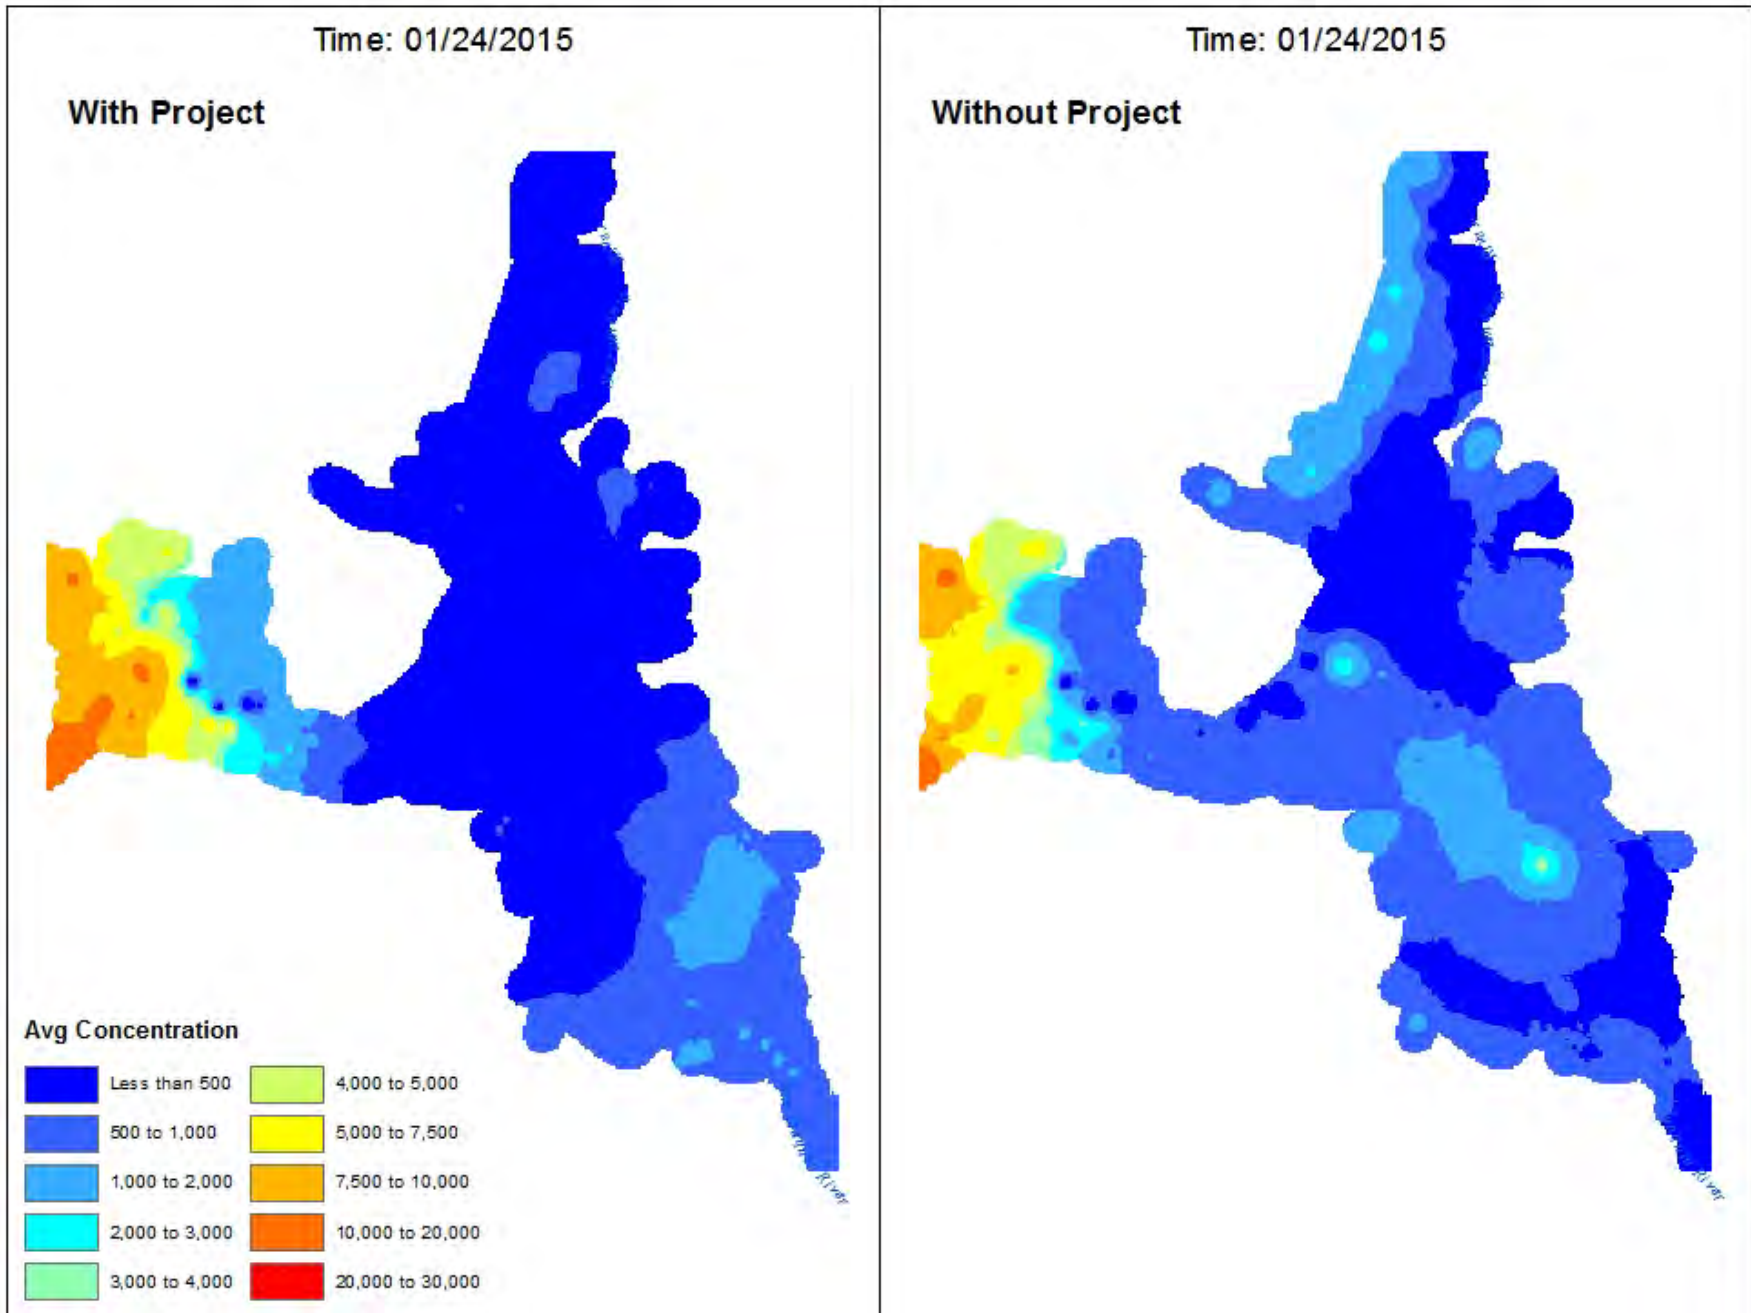 Time: 01/24/2015
With Project
Avg Concentration
Less than 500
500 to 1,000
1,000 to 2,000
2,000 to 3,000
3,000 to 4,000
4,000 to 5,000
5,000 to 7,500
7,500 to 10,000
10,000 to 20,000
20,000 to 30,000
River
Time: 01/24/2015
Without Project
River